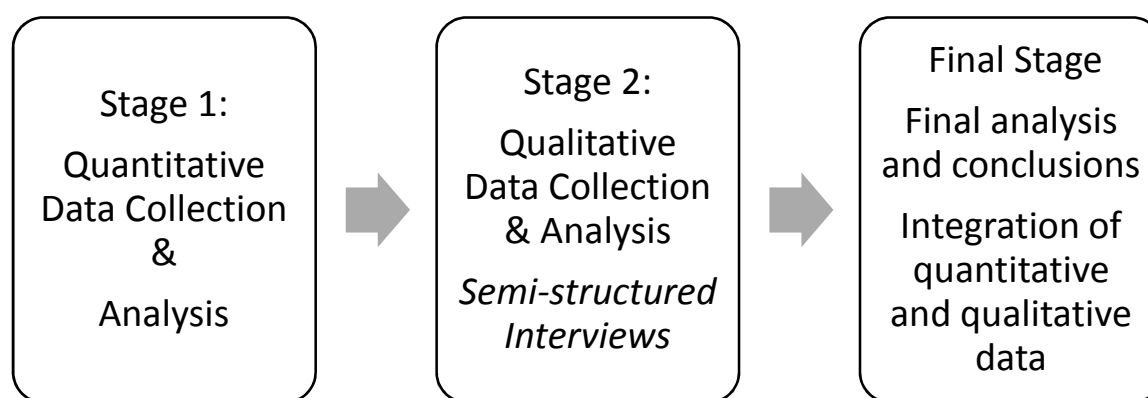 Stage 1:
Quantitative
Data Collection
&
Analysis
Stage 2:
Qualitative
Data Collection
& Analysis
Semi-structured
Interviews
Final Stage
Final analysis
and conclusions
Integration of
quantitative
and qualitative
data